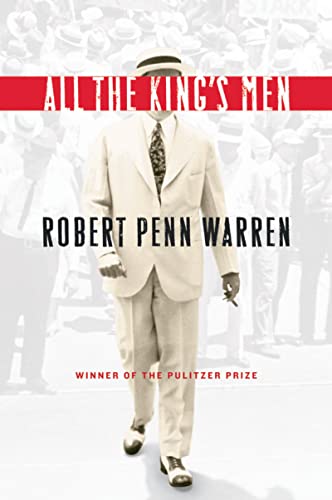 ALL THE KING'S MEN
ROBERT PENN WARREN
WINNER OF THE PULITZER PRIZE